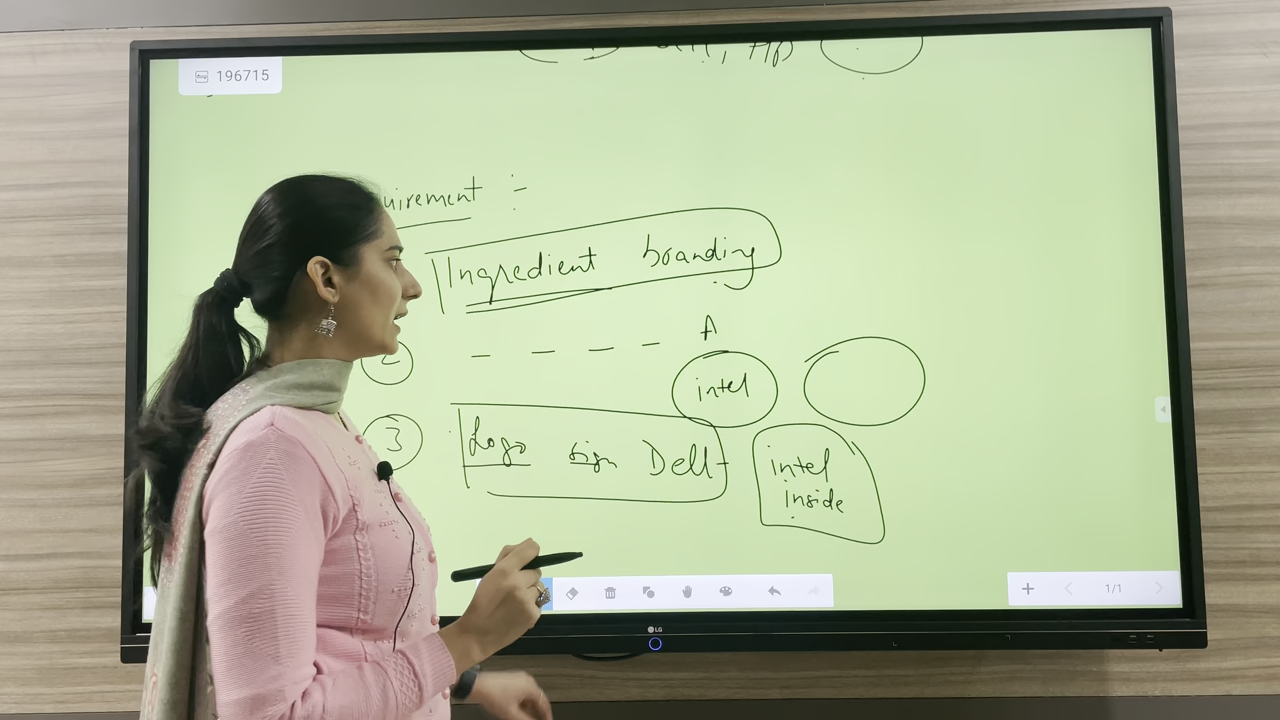 196715
uirement :-
Ingredient branding
A
2 - - - -
intel
3 Logo sign Dell
intel
inside
1/1
LG